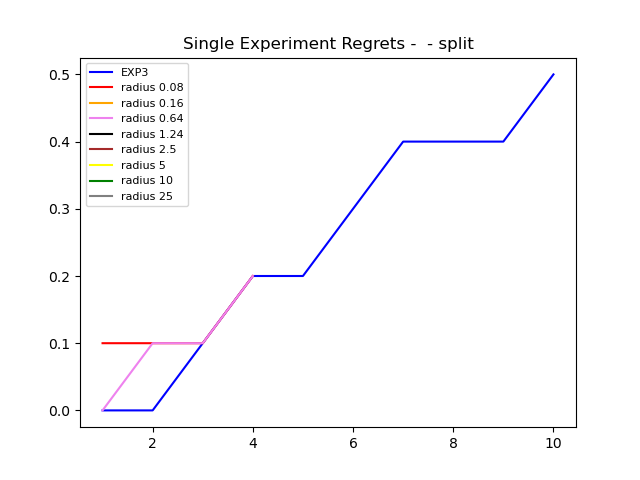 Single Experiment Regrets -  - split
0.5
0.4
0.3
0.2
0.1
0.0
EXP3
radius 0.08
radius 0.16
radius 0.64
radius 1.24
radius 2.5
radius 5
radius 10
radius 25
2 4 6 8 10